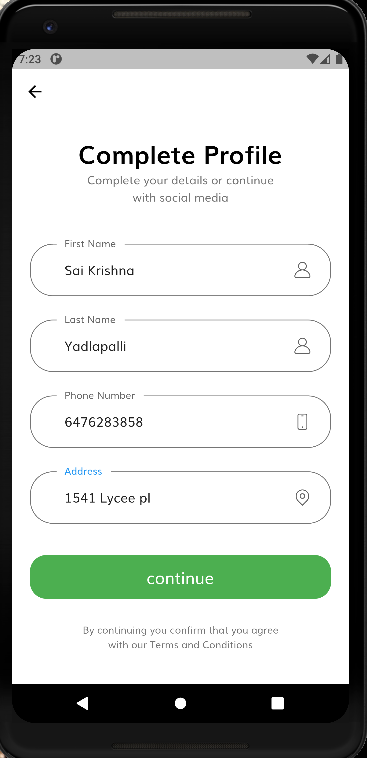 7:23
Complete Profile
Complete your details or continue
with social media
First Name
Sai Krishna
Last Name
Yadlapalli
Phone Number
6476283858
Address
1541 Lycee pl
continue
By continuing you confirm that you agree
with our Terms and Conditions